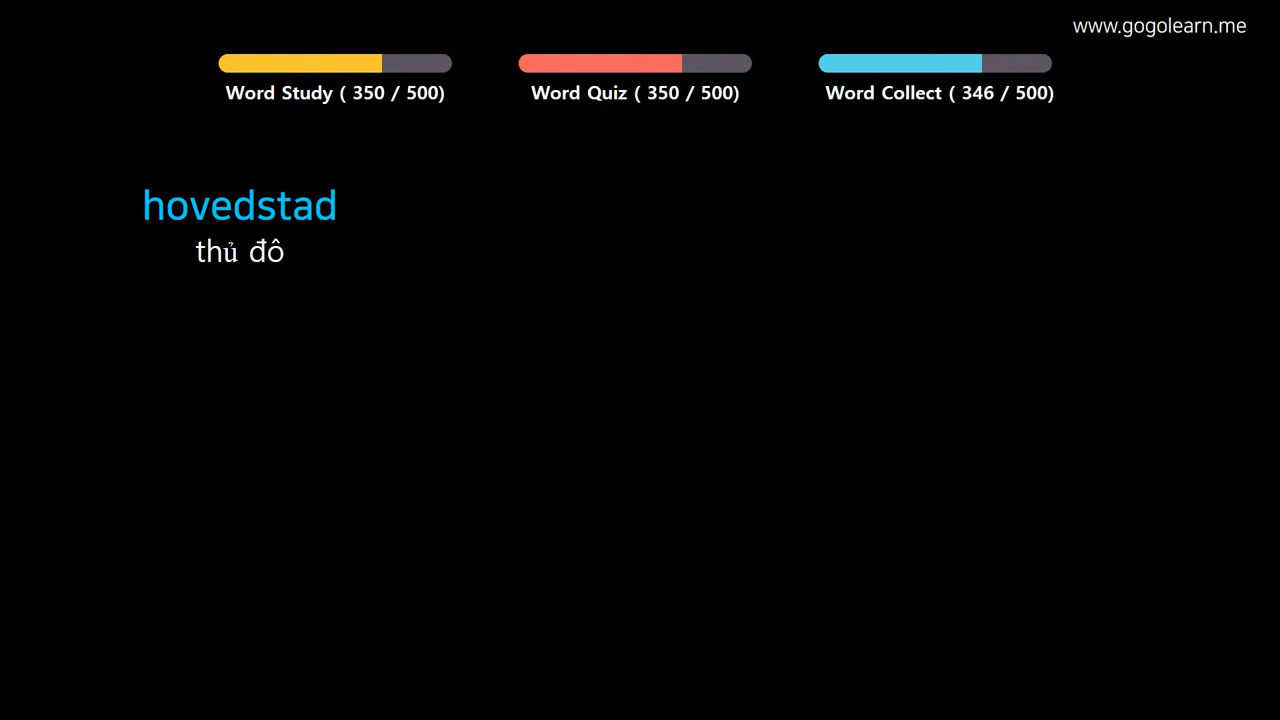 www.gogolearn.me
Word Study ( 350 / 500)
Word Quiz ( 350 / 500)
Word Collect ( 346 / 500)
hovedstad
thủ đô